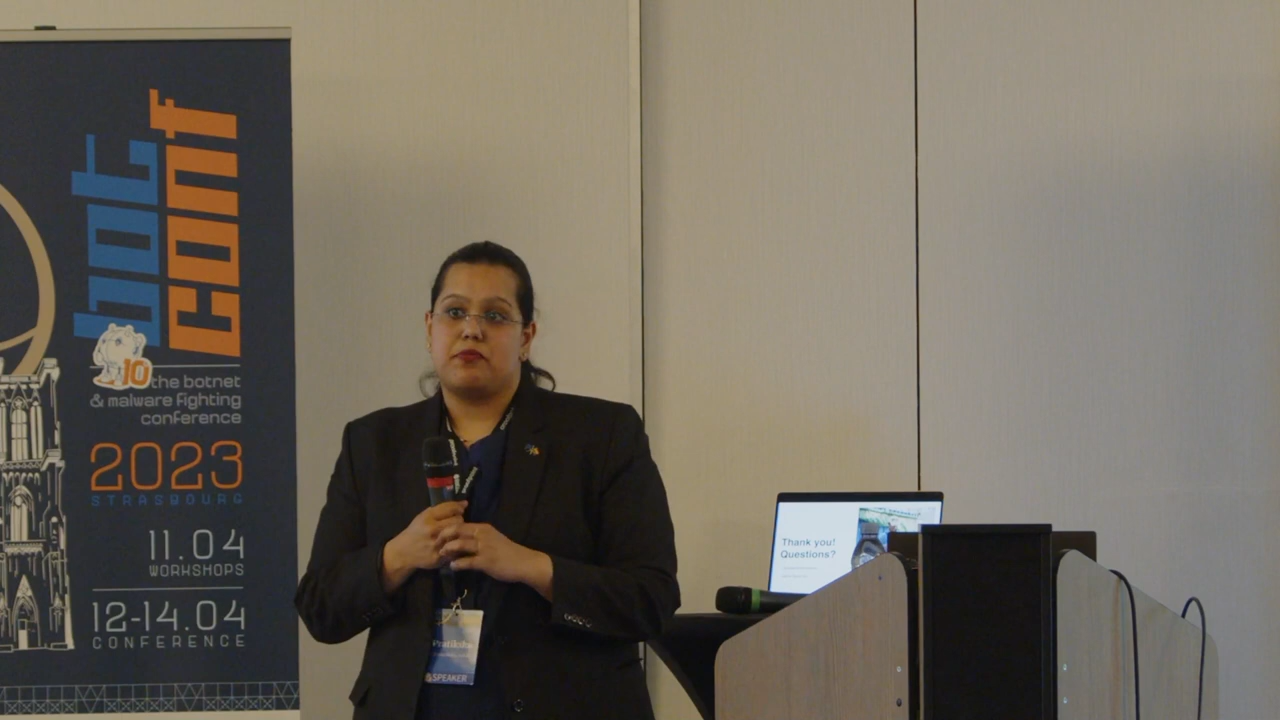 bot
conf
10
the botnet
& malware fighting
conference
2023
STRASBOURG
11.04
WORKSHOPS
12-14.04
CONFERENCE
Thank you!
Questions?
Pratiksha
SPEAKER